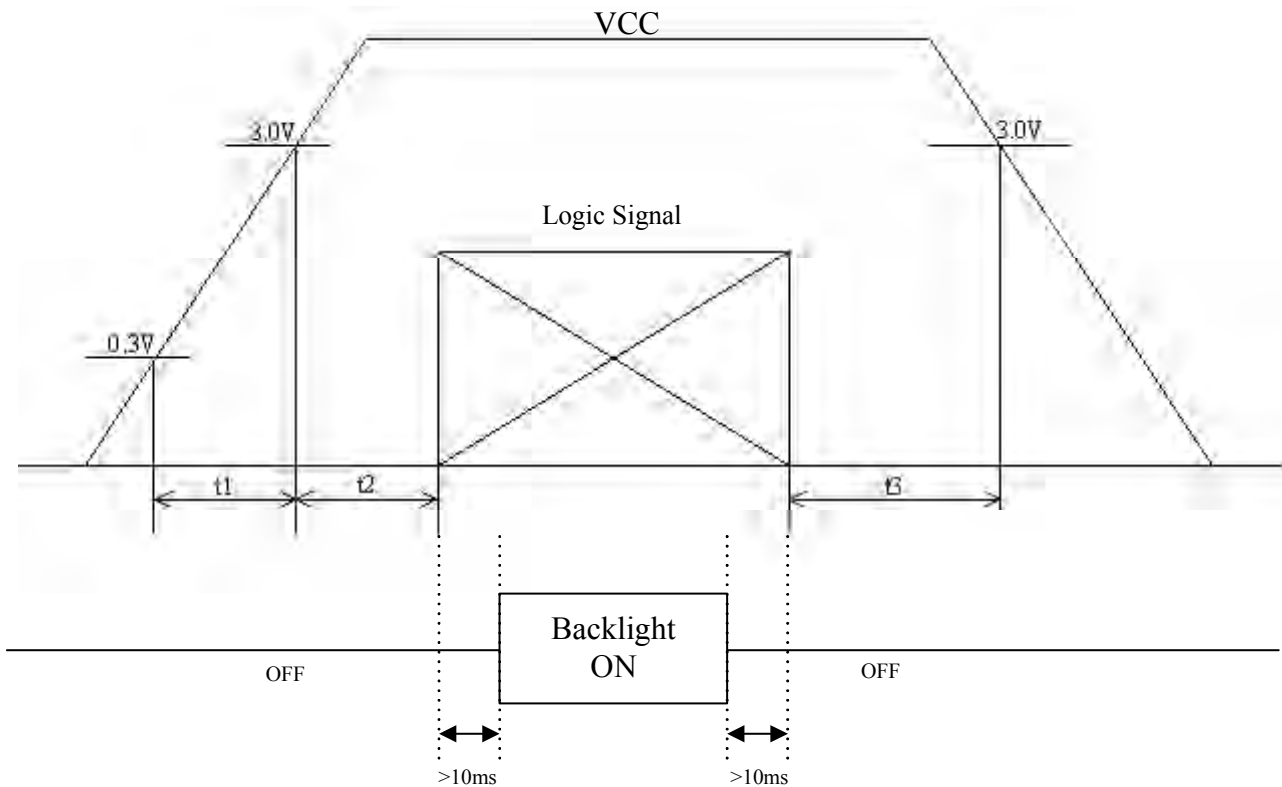 VCC
3.0V
3.0V
Logic Signal
0.3V
t1
t2
t3
Backlight
ON
OFF
OFF
>10ms
>10ms